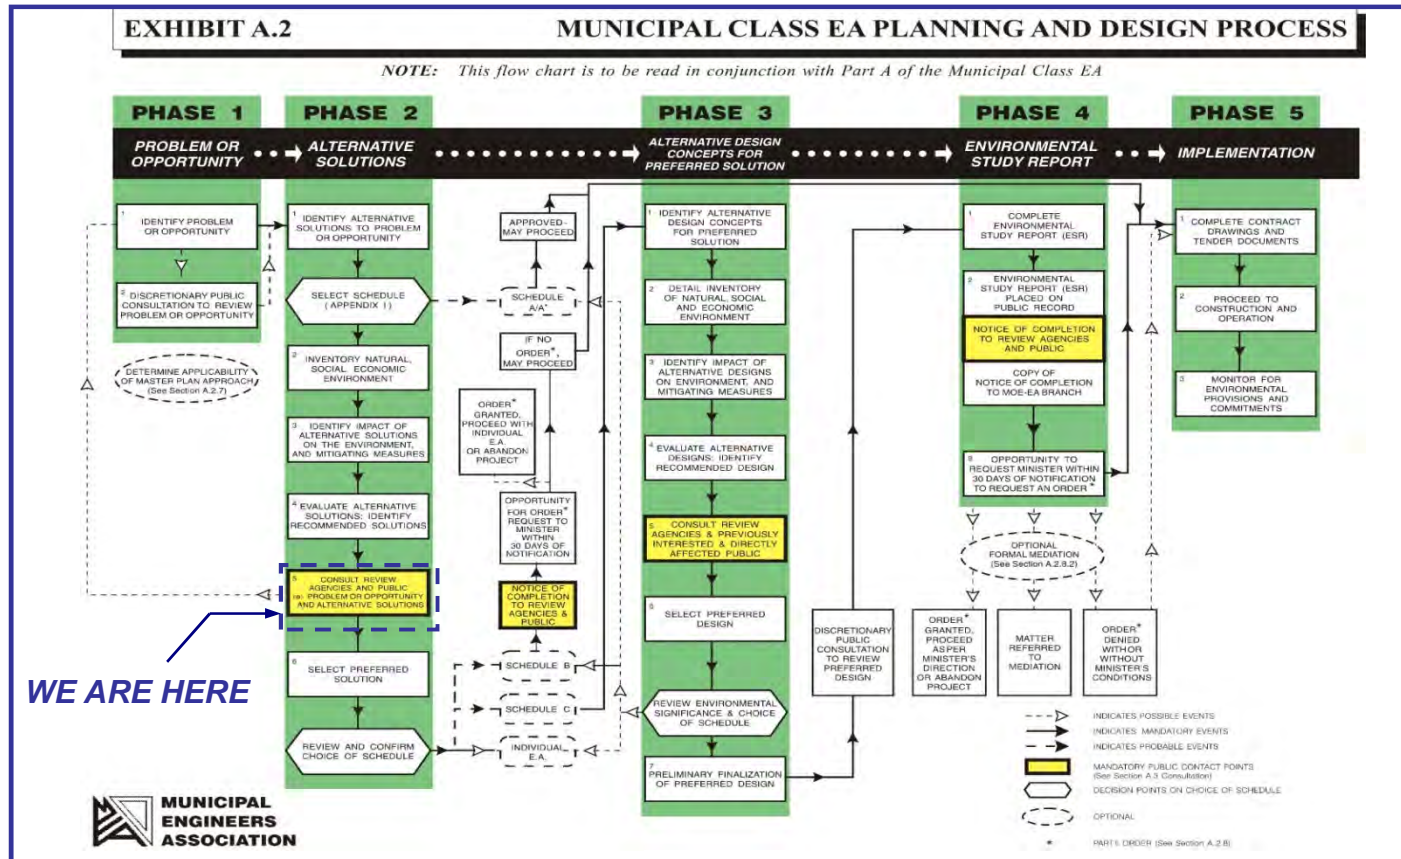 EXHIBIT A.2
MUNICIPAL CLASS EA PLANNING AND DESIGN PROCESS
NOTE: This flow chart is to be read in conjunction with Part A of the Municipal Class EA
PHASE 1
PROBLEM OR
OPPORTUNITY
1
IDENTIFY PROBLEM
OR OPPORTUNITY
2
DISCRETIONARY PUBLIC
CONSULTATION TO REVIEW
PROBLEM OR OPPORTUNITY
DETERMINE APPLICABILITY
OF MASTER PLAN APPROACH
(See Section A.2.7)
PHASE 2
ALTERNATIVE
SOLUTIONS
1
IDENTIFY ALTERNATIVE
SOLUTIONS TO PROBLEM
OR OPPORTUNITY
SELECT SCHEDULE
(APPENDIX I)
2
INVENTORY NATURAL,
SOCIAL ECONOMIC
ENVIRONMENT
3
IDENTIFY IMPACT OF
ALTERNATIVE SOLUTIONS
ON THE ENVIRONMENT,
AND MITIGATING MEASURES
4
EVALUATE ALTERNATIVE
SOLUTIONS: IDENTIFY
RECOMMENDED SOLUTIONS
5
CONSULT REVIEW
AGENCIES AND PUBLIC
PROBLEM OR OPPORTUNITY
AND ALTERNATIVE SOLUTIONS
6
SELECT PREFERRED
SOLUTION
REVIEW AND CONFIRM
CHOICE OF SCHEDULE
WE ARE HERE
APPROVED-
MAY PROCEED
SCHEDULE
A/A+
IF NO
ORDER*,
MAY PROCEED
ORDER*
GRANTED,
PROCEED WITH
INDIVIDUAL
E.A.
OR ABANDON
PROJECT
OPPORTUNITY
FOR ORDER*
REQUEST TO
MINISTER
WITHIN
30 DAYS OF
NOTIFICATION
NOTICE OF
COMPLETION
TO REVIEW
AGENCIES &
PUBLIC
SCHEDULE B
SCHEDULE C
INDIVIDUAL
E.A.
PHASE 3
ALTERNATIVE DESIGN
CONCEPTS FOR
PREFERRED SOLUTION
1
IDENTIFY ALTERNATIVE
DESIGN CONCEPTS
FOR PREFERRED
SOLUTION
2
DETAIL INVENTORY
OF NATURAL, SOCIAL
AND ECONOMIC
ENVIRONMENT
3
IDENTIFY IMPACT OF
ALTERNATIVE DESIGNS
ON ENVIRONMENT, AND
MITIGATING MEASURES
4
EVALUATE ALTERNATIVE
DESIGNS: IDENTIFY
RECOMMENDED DESIGN
5
CONSULT REVIEW
AGENCIES & PREVIOUSLY
INTERESTED & DIRECTLY
AFFECTED PUBLIC
6
SELECT PREFERRED
DESIGN
REVIEW ENVIRONMENTAL
SIGNIFICANCE & CHOICE
OF SCHEDULE
7
PRELIMINARY FINALIZATION
OF PREFERRED DESIGN
DISCRETIONARY
PUBLIC
CONSULTATION
TO REVIEW
PREFERRED
DESIGN
PHASE 4
ENVIRONMENTAL
STUDY REPORT
1
COMPLETE
ENVIRONMENTAL
STUDY REPORT (ESR)
2
ENVIRONMENTAL
STUDY REPORT (ESR)
PLACED ON
PUBLIC RECORD
NOTICE OF COMPLETION
TO REVIEW AGENCIES
AND PUBLIC
COPY OF
NOTICE OF COMPLETION
TO MOE-EA BRANCH
OPPORTUNITY TO
REQUEST MINISTER WITHIN
30 DAYS OF NOTIFICATION
TO REQUEST AN ORDER*
OPTIONAL
FORMAL MEDIATION
(See Section A.2.8.2)
ORDER*
GRANTED,
PROCEED
AS PER
MINISTER'S
DIRECTION
OR ABANDON
PROJECT
MATTER
REFERRED
TO
MEDIATION
ORDER*
DENIED
WITH OR
WITHOUT
MINISTER'S
CONDITIONS
PHASE 5
IMPLEMENTATION
1
COMPLETE CONTRACT
DRAWINGS AND
TENDER DOCUMENTS
2
PROCEED TO
CONSTRUCTION AND
OPERATION
3
MONITOR FOR
ENVIRONMENTAL
PROVISIONS AND
COMMITMENTS
INDICATES POSSIBLE EVENTS
INDICATES MANDATORY EVENTS
INDICATES PROBABLE EVENTS
MANDATORY PUBLIC CONTACT POINTS
(See Section A.3 Consultation)
DECISION POINTS ON CHOICE OF SCHEDULE
OPTIONAL
* PART II ORDER (See Section A.2.8)
MUNICIPAL
ENGINEERS
ASSOCIATION